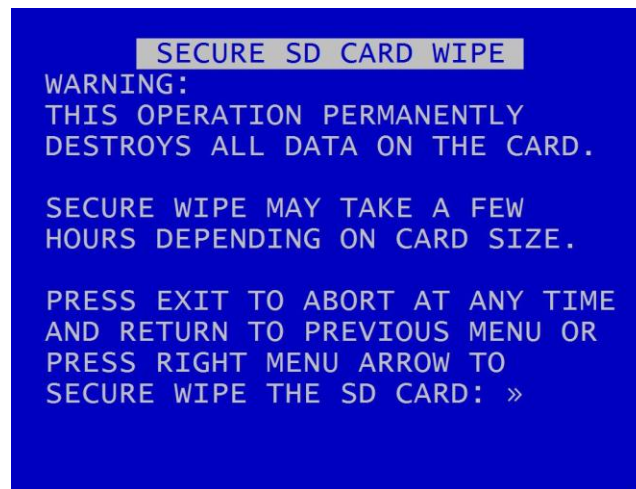 SECURE SD CARD WIPE
WARNING:
THIS OPERATION PERMANENTLY
DESTROYS ALL DATA ON THE CARD.
SECURE WIPE MAY TAKE A FEW
HOURS DEPENDING ON CARD SIZE.
PRESS EXIT TO ABORT AT ANY TIME
AND RETURN TO PREVIOUS MENU OR
PRESS RIGHT MENU ARROW TO
SECURE WIPE THE SD CARD: »